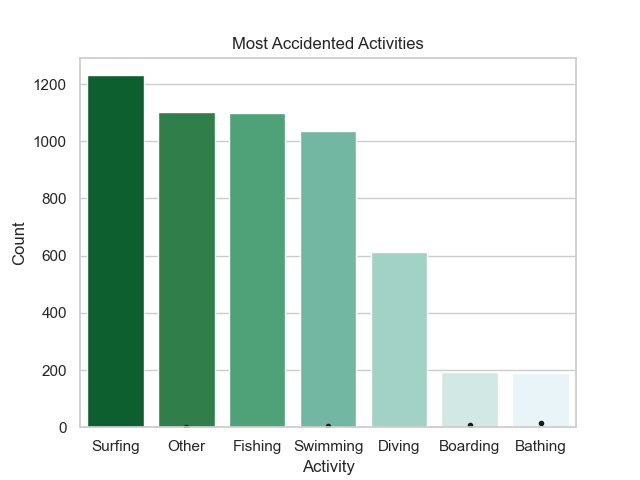 Most Accidented Activities
1200
1000
800
600
400
200
0
Count
Surfing Other Fishing Swimming Diving Boarding Bathing
Activity